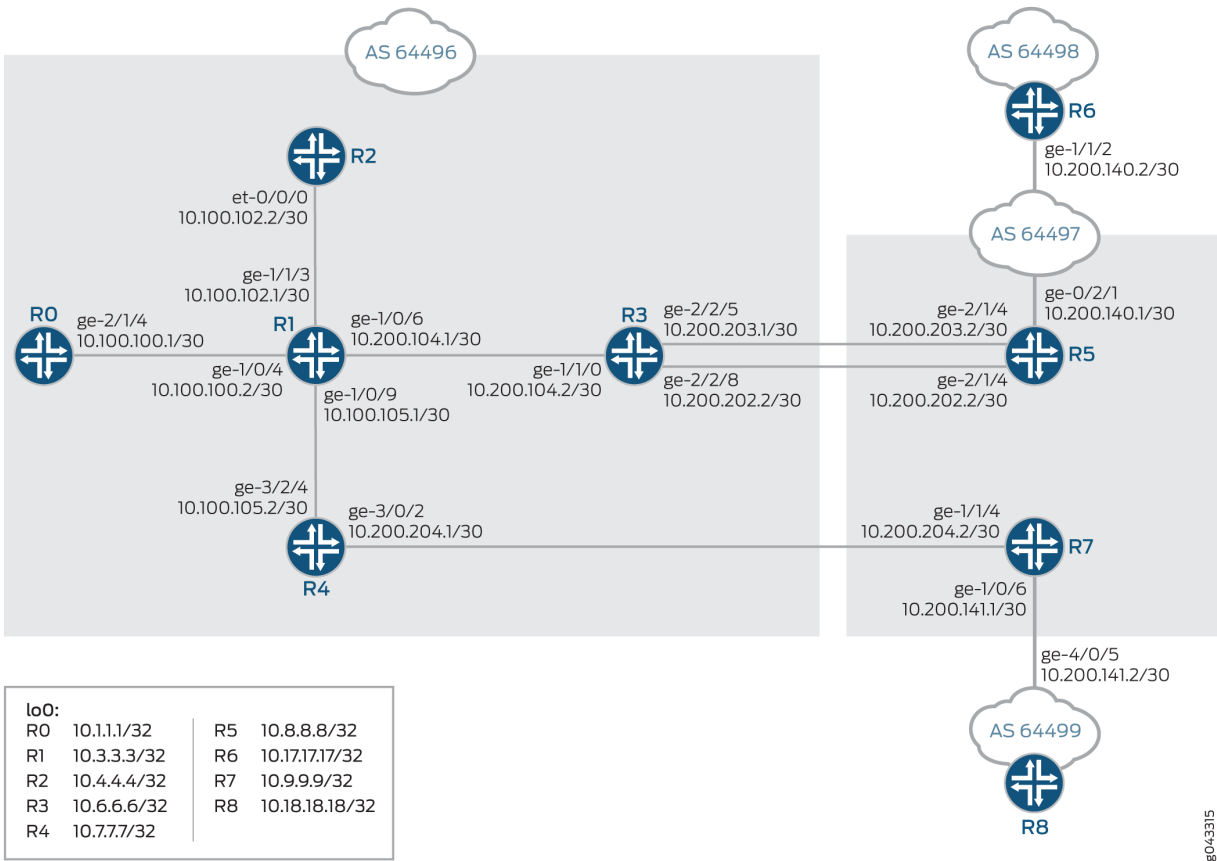 AS 64496
AS 64498
R6
ge-1/1/2
10.200.140.2/30
R2
et-0/0/0
10.100.102.2/30
AS 64497
ge-1/1/3
10.100.102.1/30
R0
ge-2/1/4
10.100.100.1/30
R1
ge-1/0/6
10.200.104.1/30
ge-1/0/4
10.100.100.2/30
ge-1/0/9
10.100.105.1/30
R3
ge-2/2/5
10.200.203.1/30
ge-1/1/0
10.200.104.2/30
ge-2/2/8
10.200.202.2/30
ge-2/1/4
10.200.203.2/30
ge-0/2/1
10.200.140.1/30
R5
ge-2/1/4
10.200.202.2/30
ge-3/2/4
10.100.105.2/30
ge-3/0/2
10.200.204.1/30
R4
ge-1/1/4
10.200.204.2/30
R7
ge-1/0/6
10.200.141.1/30
ge-4/0/5
10.200.141.2/30
AS 64499
R8
lo0:
R0 10.1.1.1/32 R5 10.8.8.8/32
R1 10.3.3.3/32 R6 10.17.17.17/32
R2 10.4.4.4/32 R7 10.9.9.9/32
R3 10.6.6.6/32 R8 10.18.18.18/32
R4 10.7.7.7/32
g043315